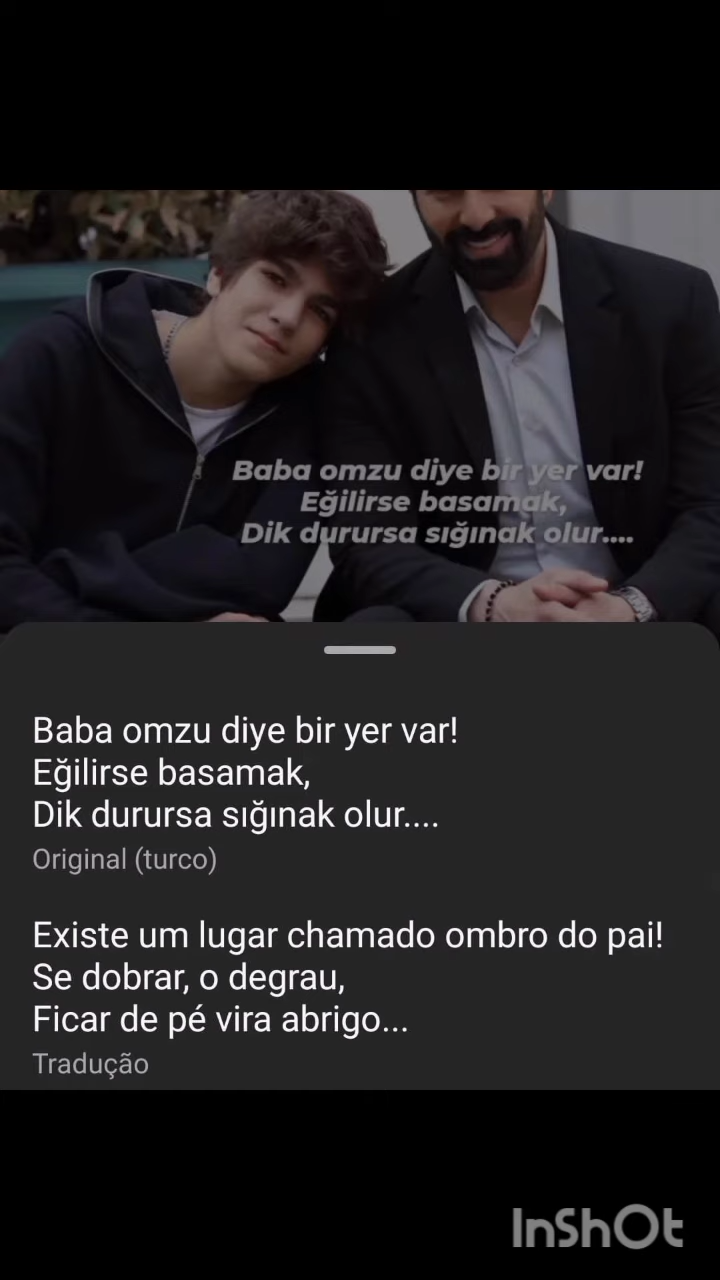 Baba omzu diye bir yer var!
Eğilirse basamak,
Dik durursa sığınak olur....
Baba omzu diye bir yer var!
Eğilirse basamak,
Dik durursa sığınak olur....
Original (turco)
Existe um lugar chamado ombro do pai!
Se dobrar, o degrau,
Ficar de pé vira abrigo...
Tradução
InShOt